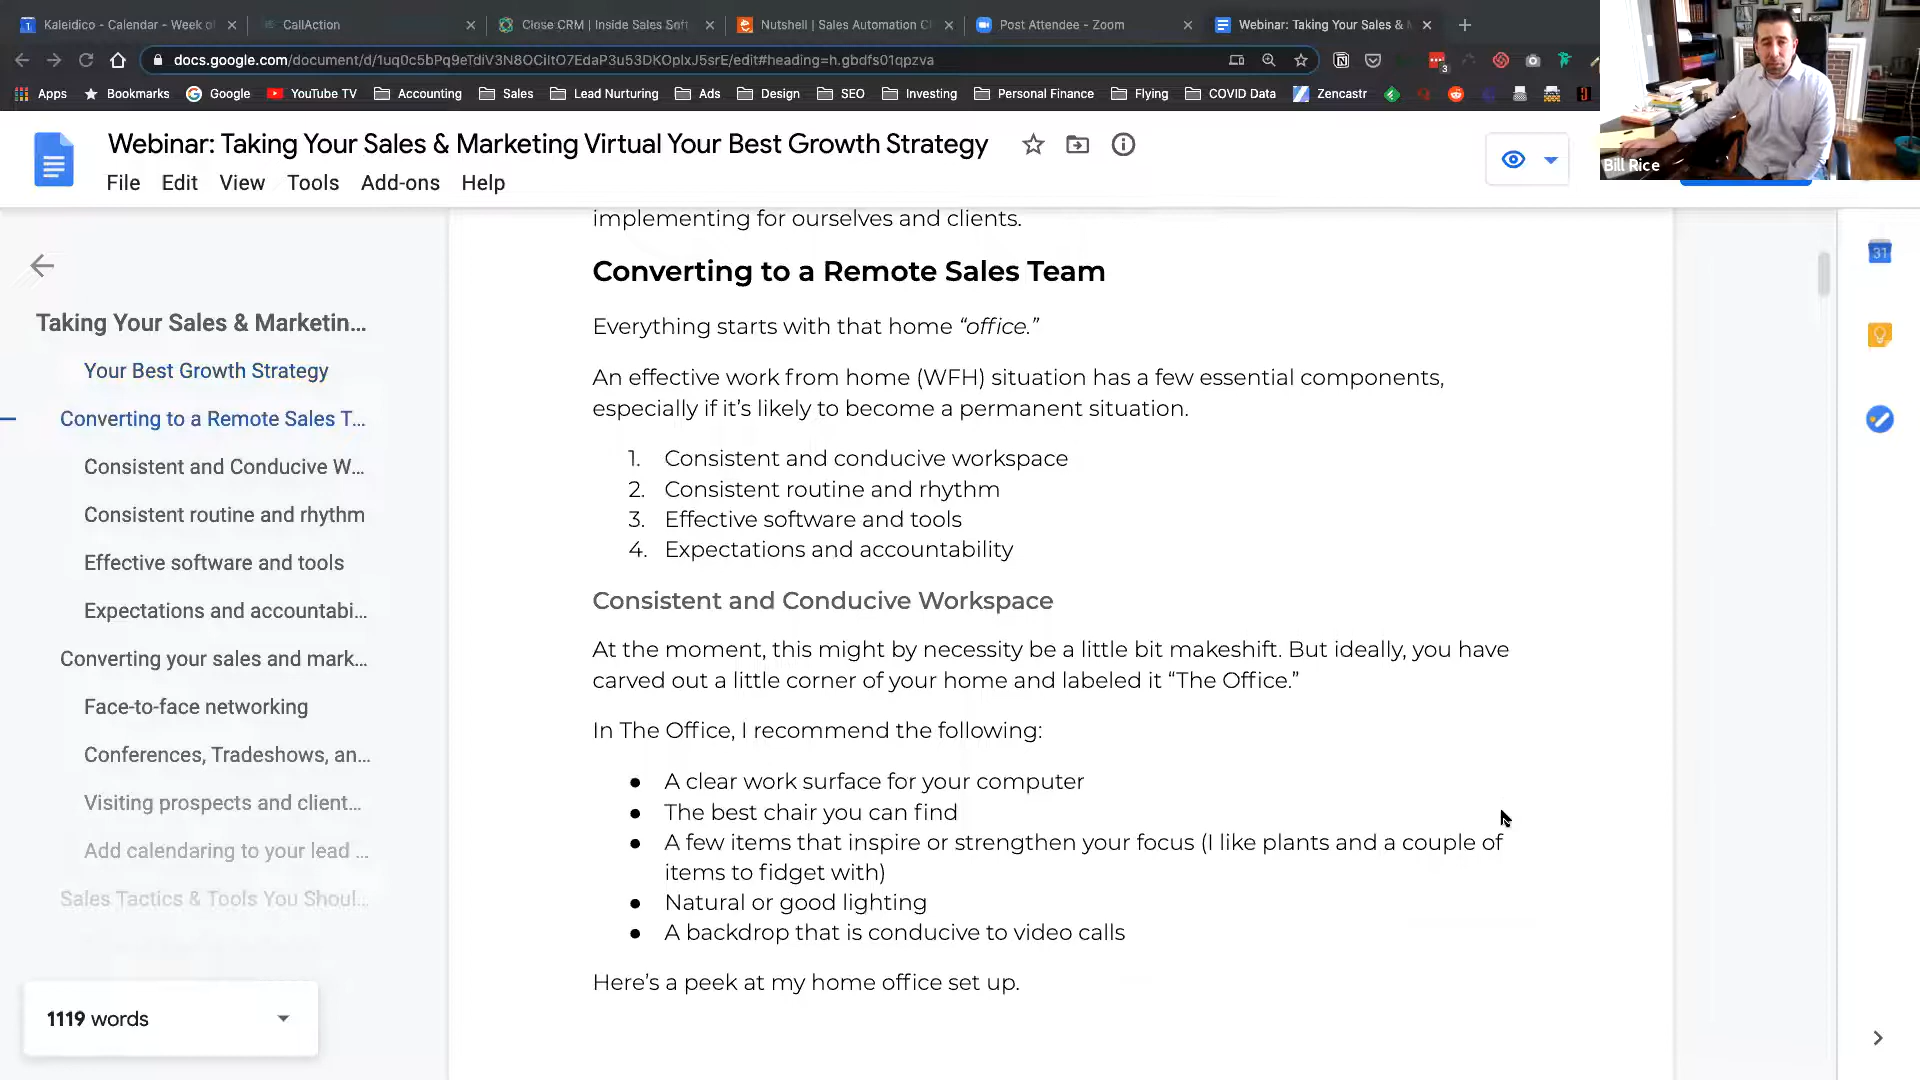 Kaleidico - Calendar - Week of
CallAction
Close CRM | Inside Sales Soft
Nutshell | Sales Automation C
Post Attendee - Zoom
Webinar: Taking Your Sales & M
docs.google.com/document/d/1uq0c5bPq9eTdiV3N8OCiltO7EdaP3u53DKOplxJ5srE/edit#heading=h.gbdfs01qpzva
3
Apps
Bookmarks
Google
YouTube TV
Accounting
Sales
Lead Nurturing
Ads
Design
SEO
Investing
Personal Finance
Flying
COVID Data
Zencastr
Bill Rice
Webinar: Taking Your Sales & Marketing Virtual Your Best Growth Strategy
File Edit View Tools Add-ons Help
31
Taking Your Sales & Marketin...
Your Best Growth Strategy
Converting to a Remote Sales T...
Consistent and Conducive W...
Consistent routine and rhythm
Effective software and tools
Expectations and accountabi...
Converting your sales and mark...
Face-to-face networking
Conferences, Tradeshows, an...
Visiting prospects and client...
Add calendaring to your lead ...
Sales Tactics & Tools You Shoul...
1119 words
implementing for ourselves and clients.
Converting to a Remote Sales Team
Everything starts with that home “office.”
An effective work from home (WFH) situation has a few essential components,
especially if it’s likely to become a permanent situation.
1. Consistent and conducive workspace
2. Consistent routine and rhythm
3. Effective software and tools
4. Expectations and accountability
Consistent and Conducive Workspace
At the moment, this might by necessity be a little bit makeshift. But ideally, you have
carved out a little corner of your home and labeled it “The Office.”
In The Office, I recommend the following:
● A clear work surface for your computer
● The best chair you can find
● A few items that inspire or strengthen your focus (I like plants and a couple of
items to fidget with)
● Natural or good lighting
● A backdrop that is conducive to video calls
Here’s a peek at my home office set up.